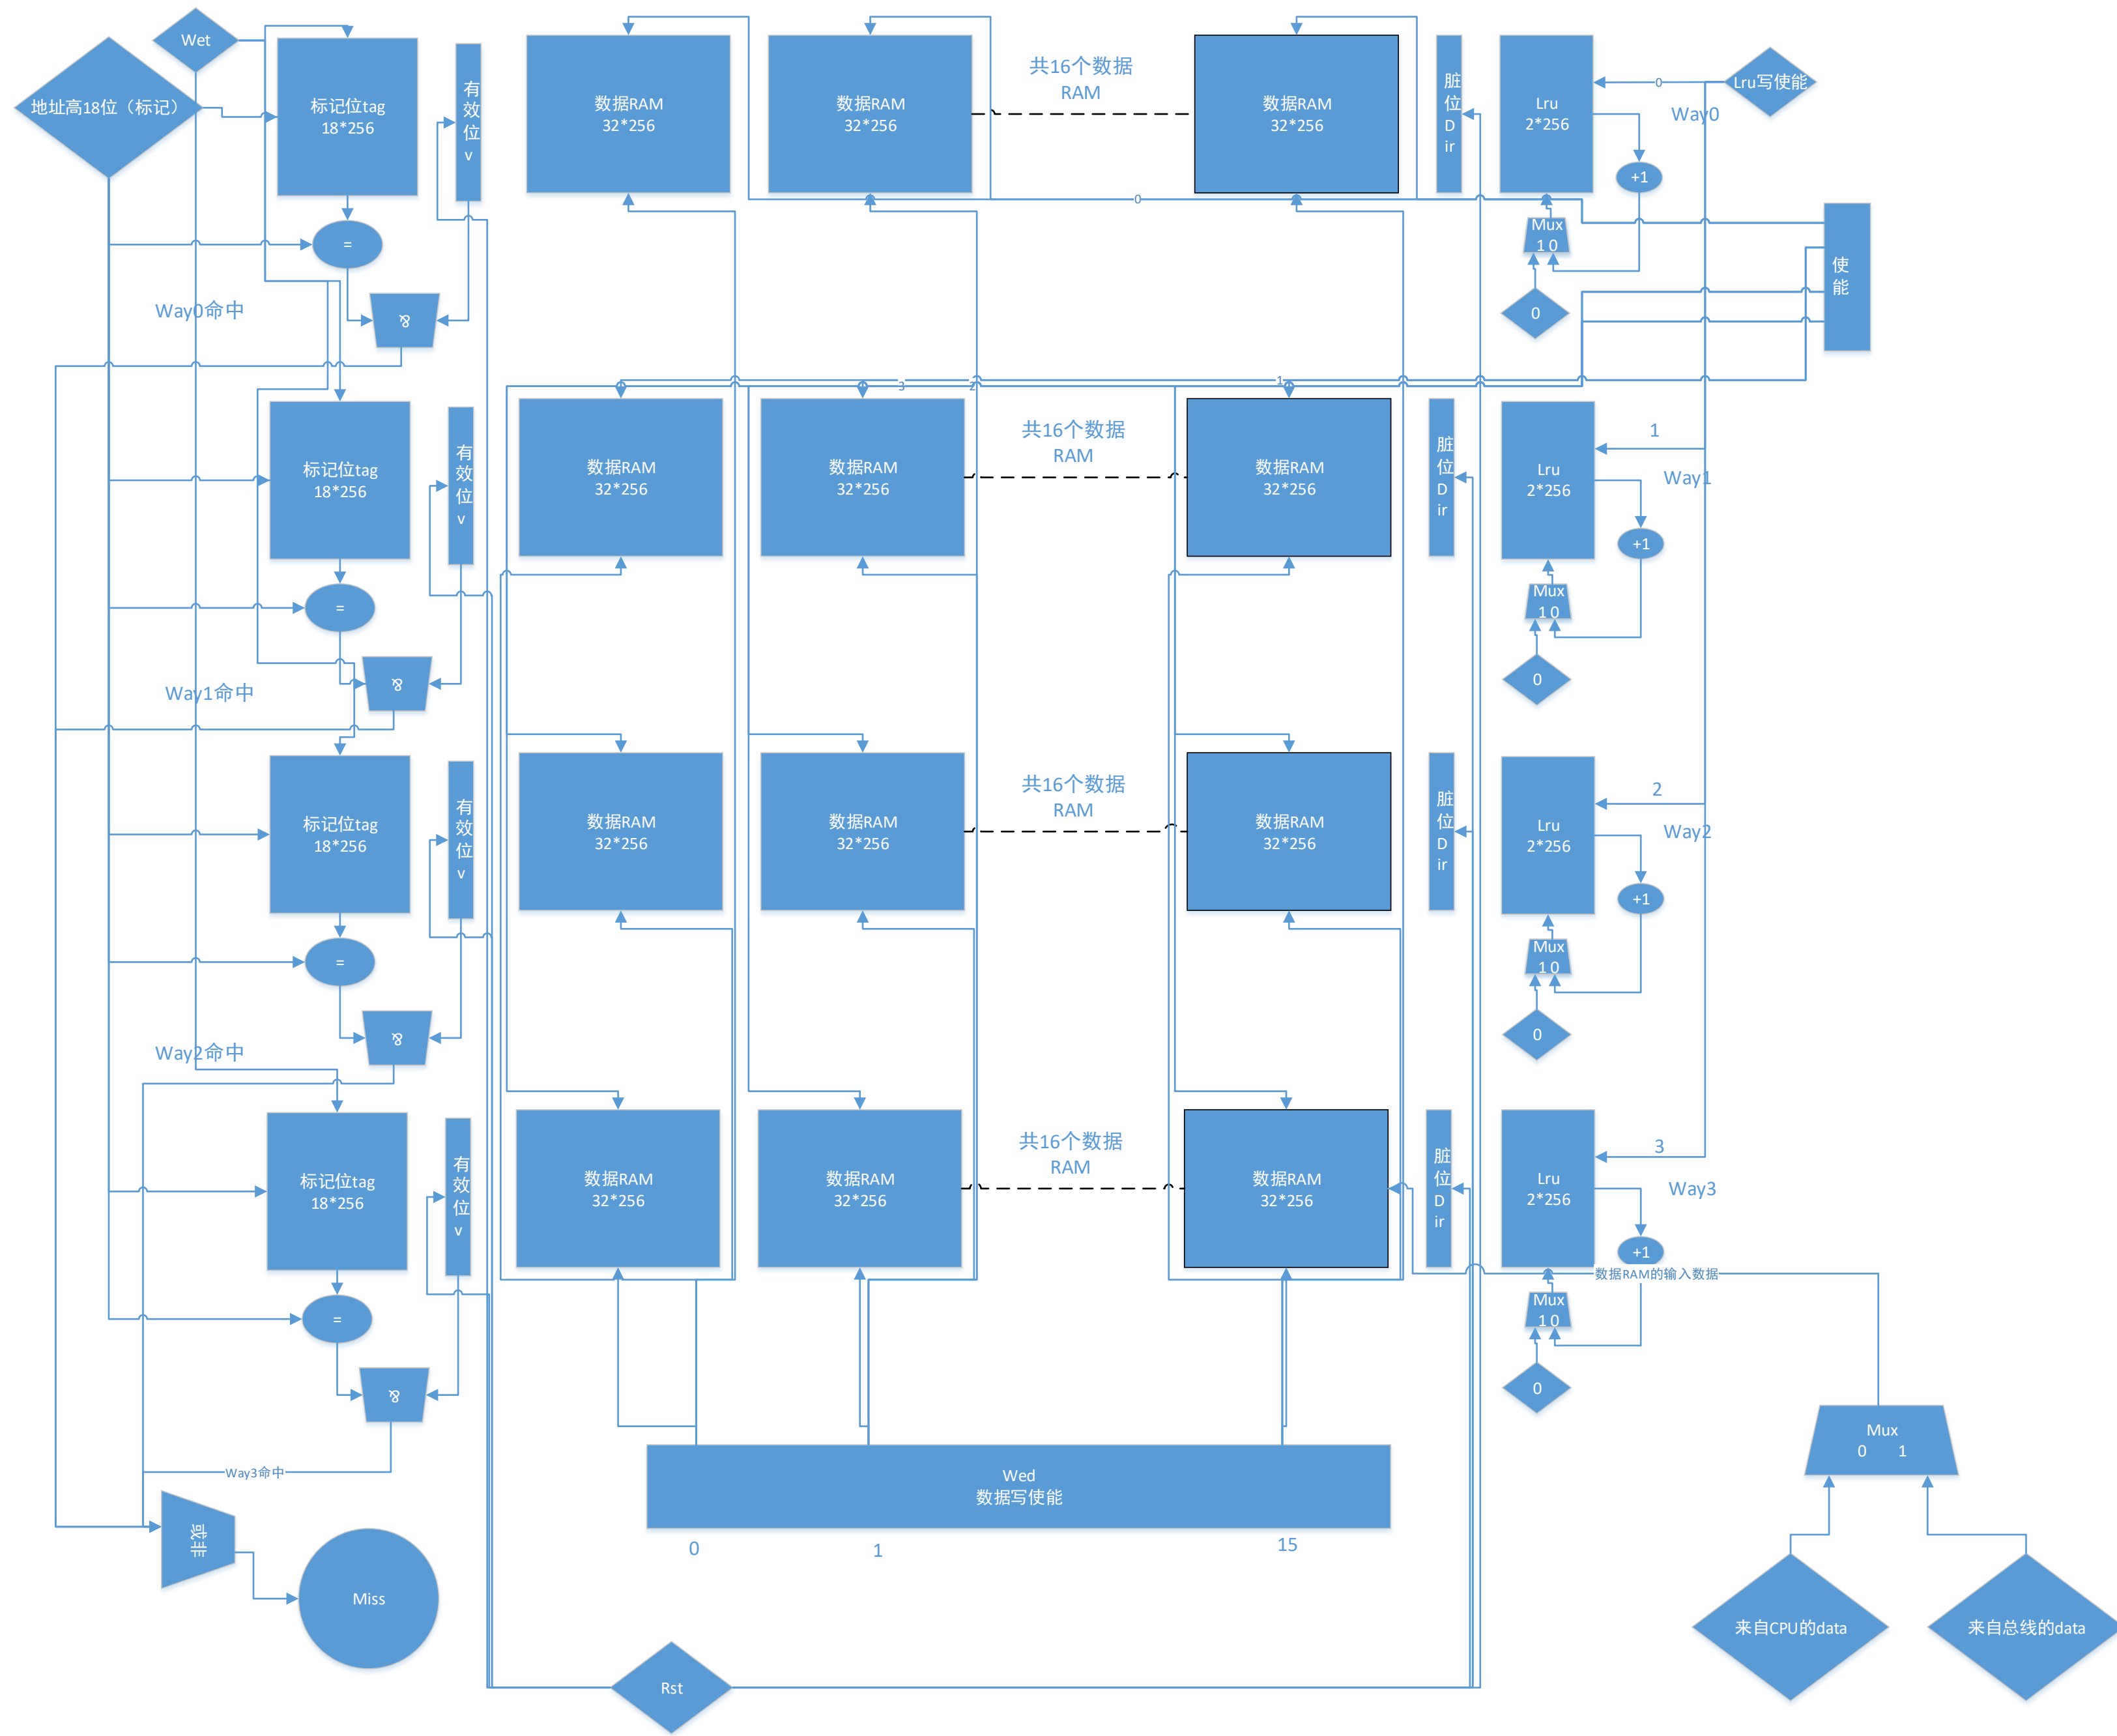 Wet
地址高18位（标记）
标记位tag
18*256
有
效
位
v
数据RAM
32*256
数据RAM
32*256
共16个数据
RAM
数据RAM
32*256
脏
位
D
ir
Lru
2*256
0
Lru写使能
Way0
+1
0
Mux
1 0
0
使
能
=
&
Way0命中
3
2
1
标记位tag
18*256
有
效
位
v
数据RAM
32*256
数据RAM
32*256
共16个数据
RAM
数据RAM
32*256
脏
位
D
ir
Lru
2*256
1
Way1
+1
Mux
1 0
0
=
&
Way1命中
标记位tag
18*256
有
效
位
v
数据RAM
32*256
数据RAM
32*256
共16个数据
RAM
数据RAM
32*256
脏
位
D
ir
Lru
2*256
2
Way2
+1
Mux
1 0
0
=
&
Way2命中
标记位tag
18*256
有
效
位
v
数据RAM
32*256
数据RAM
32*256
共16个数据
RAM
数据RAM
32*256
脏
位
D
ir
Lru
2*256
3
Way3
+1
数据RAM的输入数据
Mux
1 0
0
=
&
Way3命中
Wed
数据写使能
0
1
15
Mux
0 1
或非
Miss
来自CPU的data
来自总线的data
Rst